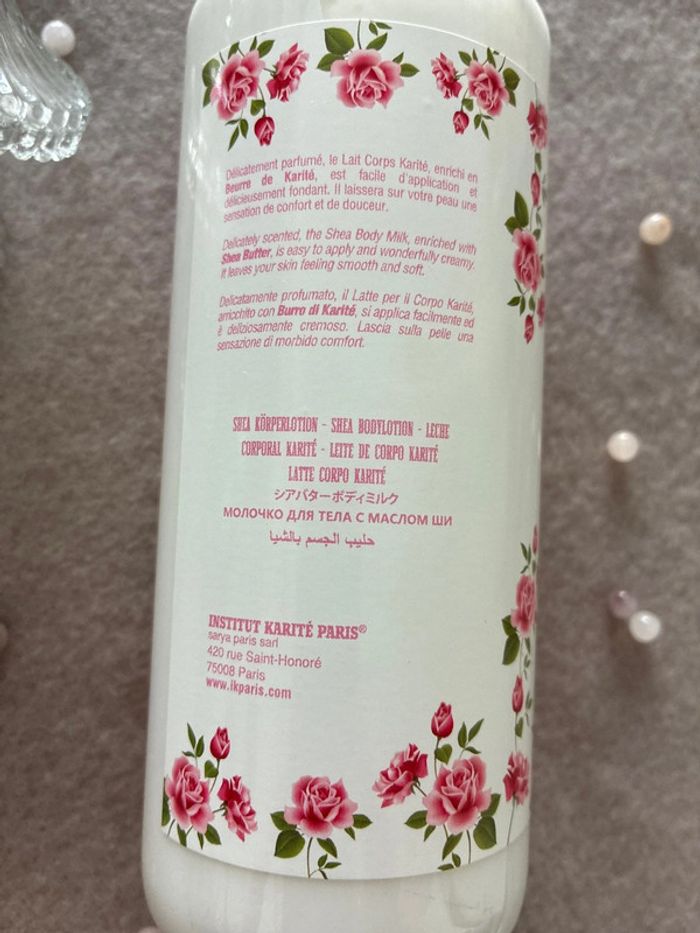 Délicatement parfumé, le Lait Corps Karité, enrichi en
Beurre de Karité, est facile d'application et
délicieusement fondant. Il laissera sur votre peau une
sensation de confort et de douceur.
Delicately scented, the Shea Body Milk, enriched with
Shea Butter, is easy to apply and wonderfully creamy.
It leaves your skin feeling smooth and soft.
Delicatamente profumato, il Latte per il Corpo Karité,
arricchito con Burro di Karité, si applica facilmente ed
è deliziosamente cremoso. Lascia sulla pelle una
sensazione di morbido comfort.
SHEA KÖRPERLOTION - SHEA BODYLOTION - LECHE
CORPORAL KARITÉ - LEITE DE CORPO KARITÉ
LATTE CORPO KARITÉ
シアバターボディミルク
МОЛОЧКО ДЛЯ ТЕЛА С МАСЛОМ ШИ
حليب الجسم بالشيا
INSTITUT KARITÉ PARIS®
sarya paris sarl
420 rue Saint-Honoré
75008 Paris
www.ikparis.com